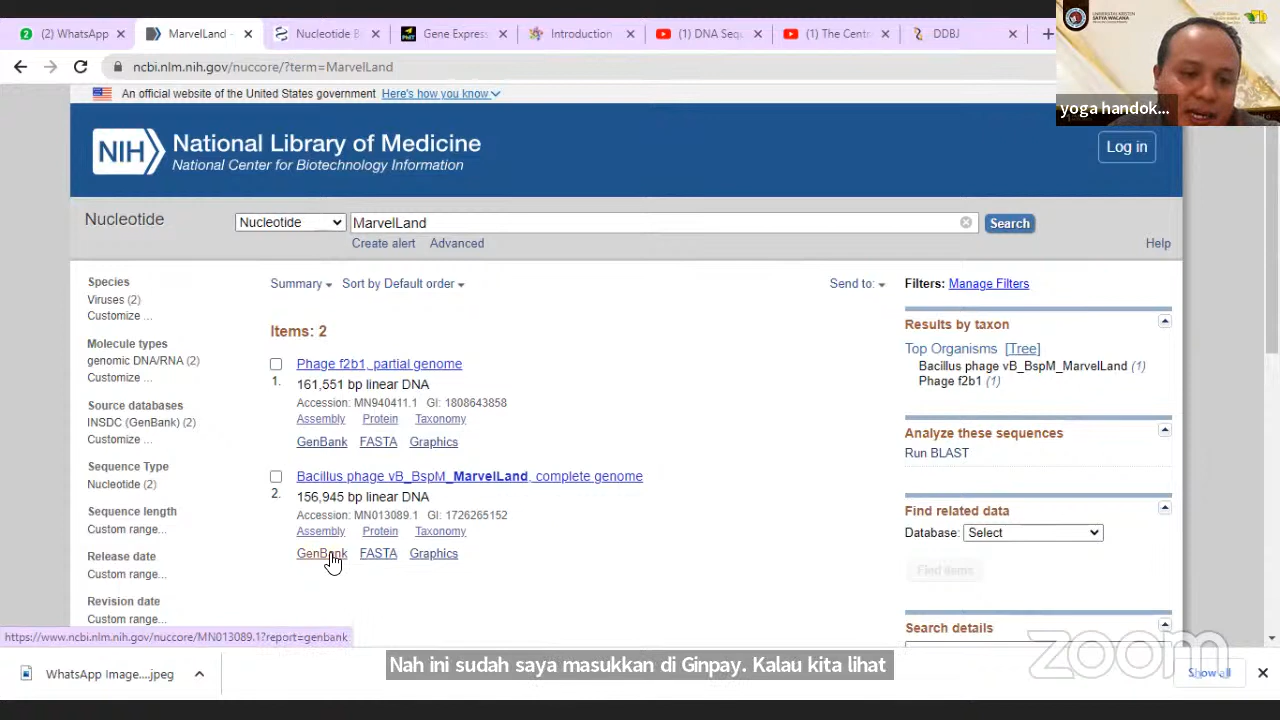 (2) WhatsApp
MarvelLand -
Nucleotide B
Gene Express
Introduction
(1) DNA Sequ
(1) The Centr
DDBJ
ncbi.nlm.nih.gov/nuccore/?term=MarvelLand
UNIVERSITAS KRISTEN
SATYA WACANA
yoga handok...
An official website of the United States government Here's how you know
NIH
National Library of Medicine
National Center for Biotechnology Information
Log in
Nucleotide
Nucleotide
MarvelLand
Search
Create alert Advanced
Help
Species
Viruses (2)
Customize ...
Molecule types
genomic DNA/RNA (2)
Customize ...
Source databases
INSDC (GenBank) (2)
Customize ...
Sequence Type
Nucleotide (2)
Sequence length
Custom range...
Release date
Custom range...
Revision date
Custom range...
Summary Sort by Default order
Send to:
Items: 2
Phage f2b1, partial genome
1. 161,551 bp linear DNA
Accession: MN940411.1 GI: 1808643858
Assembly Protein Taxonomy
GenBank FASTA Graphics
Bacillus phage vB_BspM_MarvelLand, complete genome
2. 156,945 bp linear DNA
Accession: MN013089.1 GI: 1726265152
Assembly Protein Taxonomy
GenBank FASTA Graphics
Filters: Manage Filters
Results by taxon
Top Organisms [Tree]
Bacillus phage vB_BspM_MarvelLand (1)
Phage f2b1 (1)
Analyze these sequences
Run BLAST
Find related data
Database: Select
Find items
Search details
https://www.ncbi.nlm.nih.gov/nuccore/MN013089.1?report=genbank
WhatsApp Image....jpeg
Nah ini sudah saya masukkan di Ginpay. Kalau kita lihat
zoom
Show all